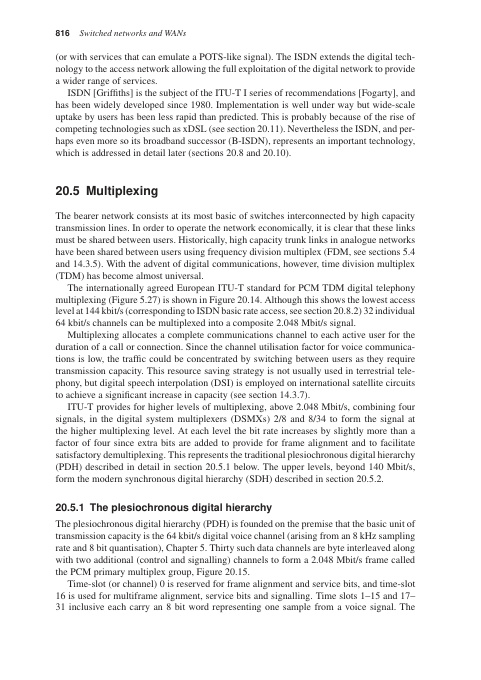 816 Switched networks and WANs
(or with services that can emulate a POTS-like signal). The ISDN extends the digital tech-
nology to the access network allowing the full exploitation of the digital network to provide
a wider range of services.
ISDN [Griffiths] is the subject of the ITU-T I series of recommendations [Fogarty], and
has been widely developed since 1980. Implementation is well under way but wide-scale
uptake by users has been less rapid than predicted. This is probably because of the rise of
competing technologies such as xDSL (see section 20.11). Nevertheless the ISDN, and per-
haps even more so its broadband successor (B-ISDN), represents an important technology,
which is addressed in detail later (sections 20.8 and 20.10).
20.5 Multiplexing
The bearer network consists at its most basic of switches interconnected by high capacity
transmission lines. In order to operate the network economically, it is clear that these links
must be shared between users. Historically, high capacity trunk links in analogue networks
have been shared between users using frequency division multiplex (FDM, see sections 5.4
and 14.3.5). With the advent of digital communications, however, time division multiplex
(TDM) has become almost universal.
The internationally agreed European ITU-T standard for PCM TDM digital telephony
multiplexing (Figure 5.27) is shown in Figure 20.14. Although this shows the lowest access
level at 144 kbit/s (corresponding to ISDN basic rate access, see section 20.8.2) 32 individual
64 kbit/s channels can be multiplexed into a composite 2.048 Mbit/s signal.
Multiplexing allocates a complete communications channel to each active user for the
duration of a call or connection. Since the channel utilisation factor for voice communica-
tions is low, the traffic could be concentrated by switching between users as they require
transmission capacity. This resource saving strategy is not usually used in terrestrial tele-
phony, but digital speech interpolation (DSI) is employed on international satellite circuits
to achieve a significant increase in capacity (see section 14.3.7).
ITU-T provides for higher levels of multiplexing, above 2.048 Mbit/s, combining four
signals, in the digital system multiplexers (DSMXs) 2/8 and 8/34 to form the signal at
the higher multiplexing level. At each level the bit rate increases by slightly more than a
factor of four since extra bits are added to provide for frame alignment and to facilitate
satisfactory demultiplexing. This represents the traditional plesiochronous digital hierarchy
(PDH) described in detail in section 20.5.1 below. The upper levels, beyond 140 Mbit/s,
form the modern synchronous digital hierarchy (SDH) described in section 20.5.2.
20.5.1 The plesiochronous digital hierarchy
The plesiochronous digital hierarchy (PDH) is founded on the premise that the basic unit of
transmission capacity is the 64 kbit/s digital voice channel (arising from an 8 kHz sampling
rate and 8 bit quantisation), Chapter 5. Thirty such data channels are byte interleaved along
with two additional (control and signalling) channels to form a 2.048 Mbit/s frame called
the PCM primary multiplex group, Figure 20.15.
Time-slot (or channel) 0 is reserved for frame alignment and service bits, and time-slot
16 is used for multiframe alignment, service bits and signalling. Time slots 1–15 and 17–
31 inclusive each carry an 8 bit word representing one sample from a voice signal. The